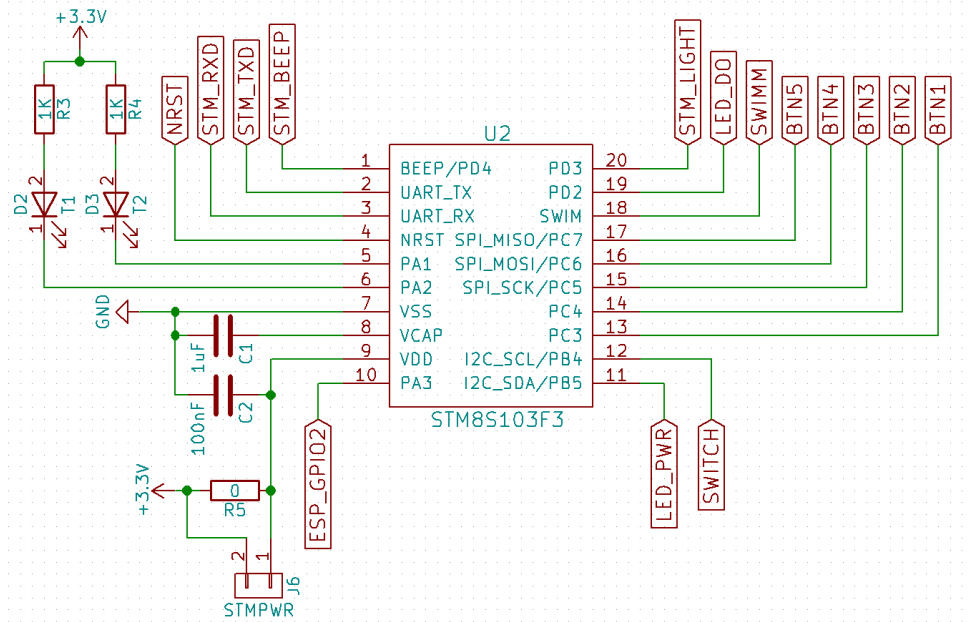 +3.3V
1K
R3
1K
R4
NRST
STM_RXD
STM_TXD
STM_BEEP
STM_LIGHT
LED_DO
SWIMM
BTN5
BTN4
BTN3
BTN2
BTN1
U2
1 BEEP/PD4 PD3 20
2 UART_TX PD2 19
3 UART_RX SWIM 18
4 NRST SPI_MISO/PC7 17
5 PA1 SPI_MOSI/PC6 16
6 PA2 SPI_SCK/PC5 15
7 VSS PC4 14
8 VCAP PC3 13
9 VDD I2C_SCL/PB4 12
10 PA3 I2C_SDA/PB5 11
STM8S103F3
D2
2
1
T1
D3
2
1
T2
GND
1uF
C1
100nF
C2
+3.3V
0
R5
2
1
J6
STMPWR
ESP_GPIO2
LED_PWR
SWITCH